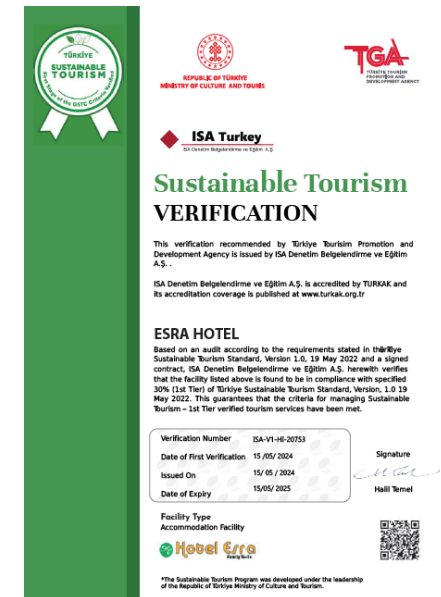 TÜRKİYE
SUSTAINABLE
TOURISM
First Stage of the GSTC Criteria Verified
REPUBLIC OF TÜRKİYE
MINISTRY OF CULTURE AND TOURIS
TGA
TÜRKİYE TOURISM
PROMOTION AND
DEVELOPMENT AGENCY
ISA Turkey
ISA Denetim Belgelendirme ve Eğitim A.Ş.
Sustainable Tourism
VERIFICATION
This verification recommended by Türkiye Tourisim Promotion and
Development Agency is issued by ISA Denetim Belgelendirme ve Eğitim
A.Ş. .
ISA Denetim Belgelendirme ve Eğitim A.Ş. is accredited by TURKAK and
its accreditation coverage is published at www.turkak.org.tr
ESRA HOTEL
Based on an audit according to the requirements stated in
Sustainable Tourism Standard, Version 1.0, 19 May 2022 and a signed
contract, ISA Denetim Belgelendirme ve Eğitim A.Ş. herewith verifies
that the facility listed above is found to be in compliance with specified
30% (1st Tier) of Türkiye Sustainable Tourism Standard, Version, 1.0 19
May 2022. This guarantees that the criteria for managing Sustainable
Tourism – 1st Tier verified tourism services have been met.
Verification Number ISA-V1-HI-20753
Date of First Verification 15 /05/ 2024
Issued On 15/ 05 / 2024
Date of Expiry 15/05/ 2025
Signature
Halil Temel
Facility Type
Accommodation Facility
Hotel Esra
*The Sustainable Tourism Program was developed under the leadership
of the Republic of Türkiye Ministry of Culture and Tourism.